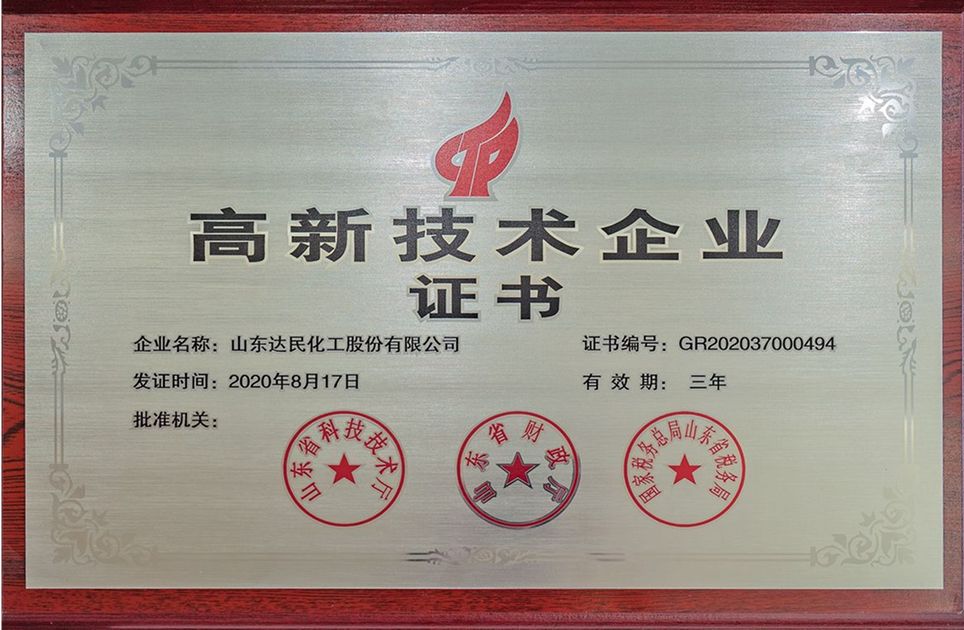 高新技术企业
证书
企业名称：山东达民化工股份有限公司
证书编号：GR202037000494
发证时间：2020年8月17日
有效期：三年
批准机关：
山东省科技技术厅
山东省财政厅
国家税务总局山东省税务局